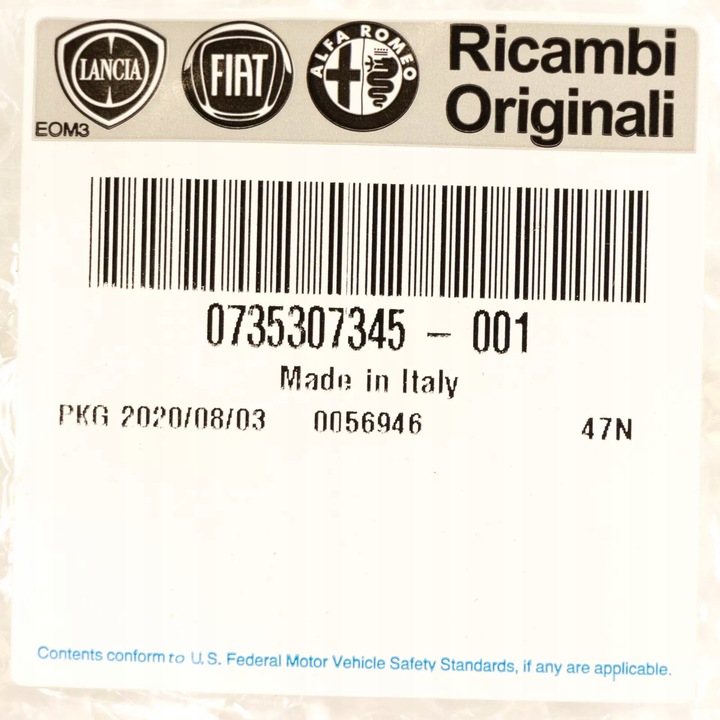 LANCIA FIAT ALFA ROMEO Ricambi
Originali
EOM3
0735307345 - 001
Made in Italy
PKG 2020/08/03 0056946 47N
Contents conform to U.S. Federal Motor Vehicle Safety Standards, if any are applicable.